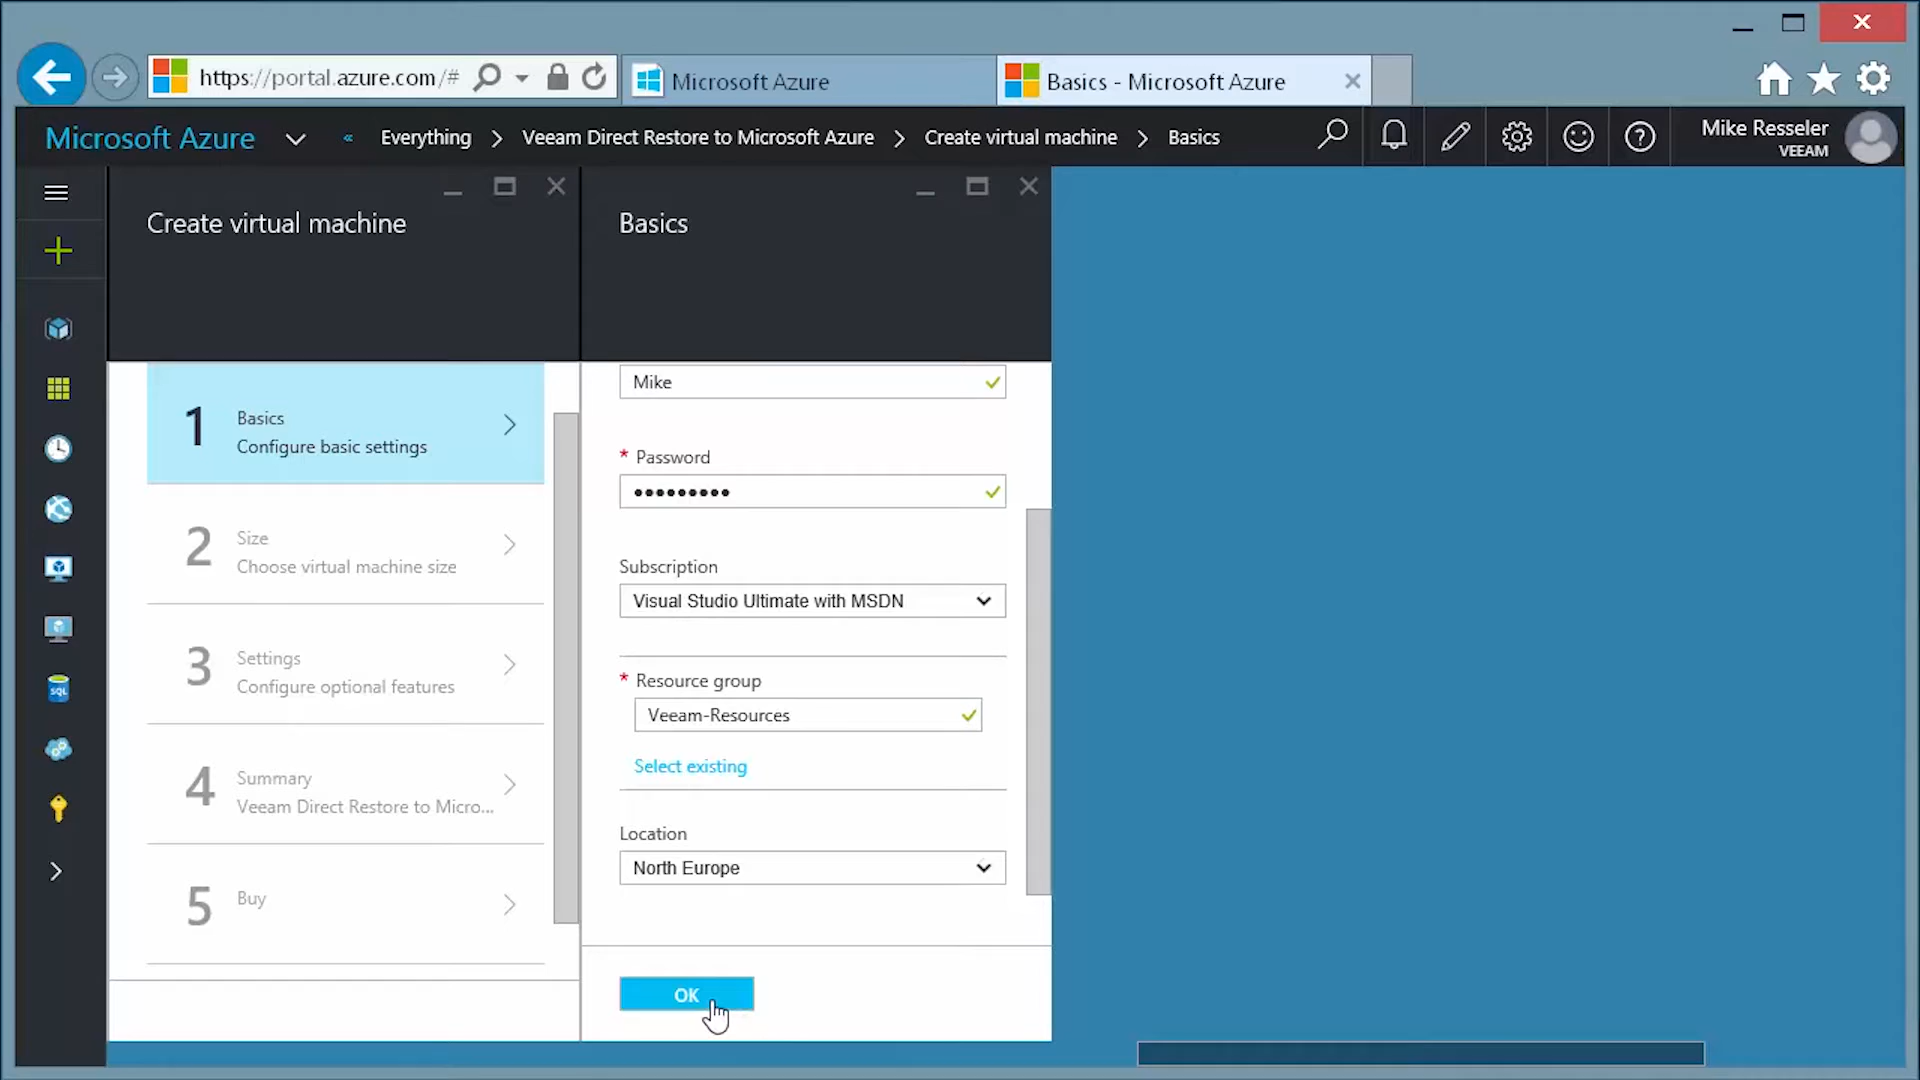 https://portal.azure.com/#
Microsoft Azure
Basics - Microsoft Azure
Microsoft Azure
«
Everything > Veeam Direct Restore to Microsoft Azure > Create virtual machine > Basics
Mike Resseler
VEEAM
Create virtual machine
1
Basics
Configure basic settings
2
Size
Choose virtual machine size
3
Settings
Configure optional features
4
Summary
Veeam Direct Restore to Micro...
5
Buy
SQL
Basics
Mike
* Password
•••••••••
Subscription
Visual Studio Ultimate with MSDN
* Resource group
Veeam-Resources
Select existing
Location
North Europe
OK